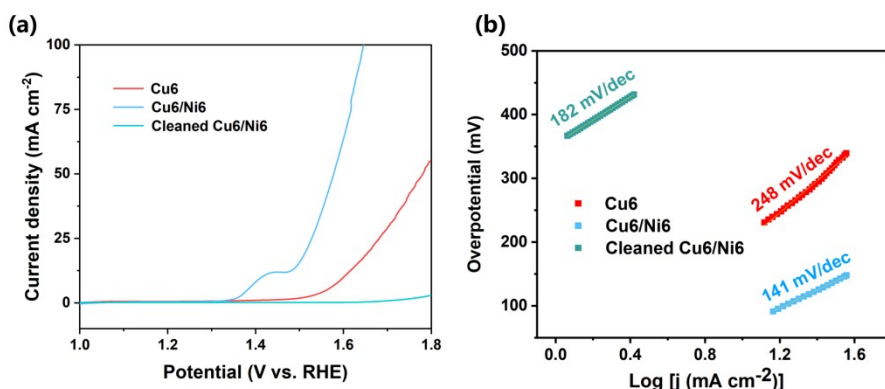 (a)
100
75
50
25
0
Current density (mA cm⁻²)
Cu6
Cu6/Ni6
Cleaned Cu6/Ni6
1.0 1.2 1.4 1.6 1.8
Potential (V vs. RHE)
(b)
500
400
300
200
100
Overpotential (mV)
182 mV/dec
248 mV/dec
141 mV/dec
Cu6
Cu6/Ni6
Cleaned Cu6/Ni6
0.0 0.4 0.8 1.2 1.6
Log [j (mA cm⁻²)]